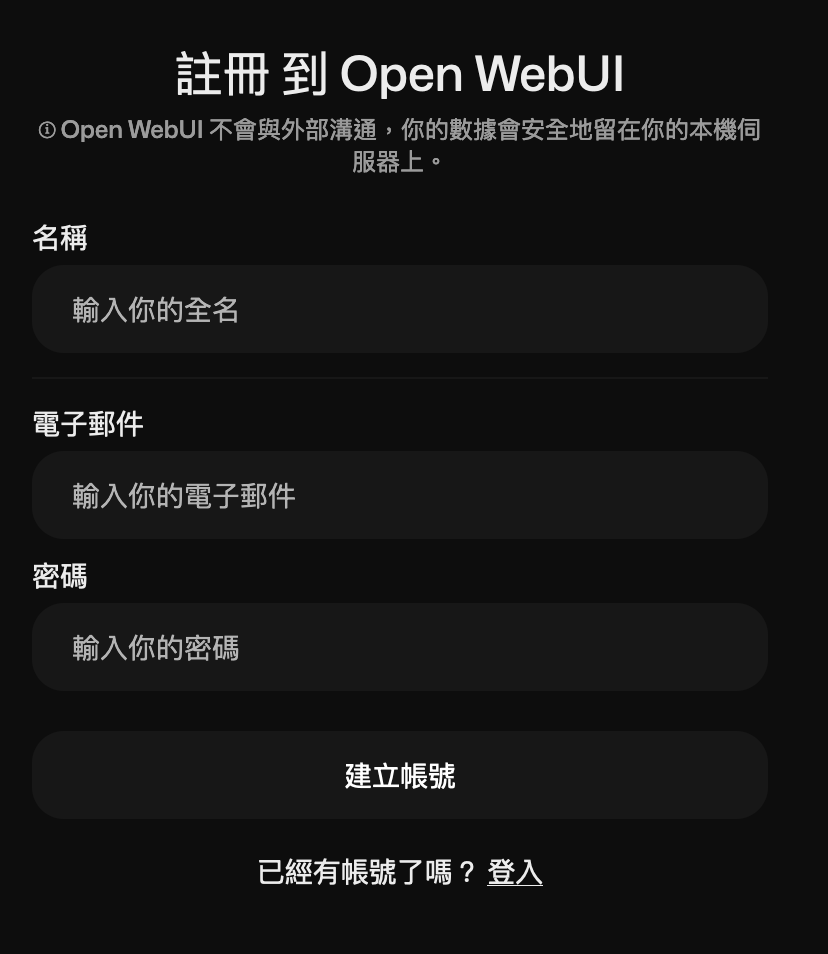 註冊 到 Open WebUI
Open WebUI 不會與外部溝通，你的數據會安全地留在你的本機伺
服器上。
名稱
輸入你的全名
電子郵件
輸入你的電子郵件
密碼
輸入你的密碼
建立帳號
已經有帳號了嗎？ 登入